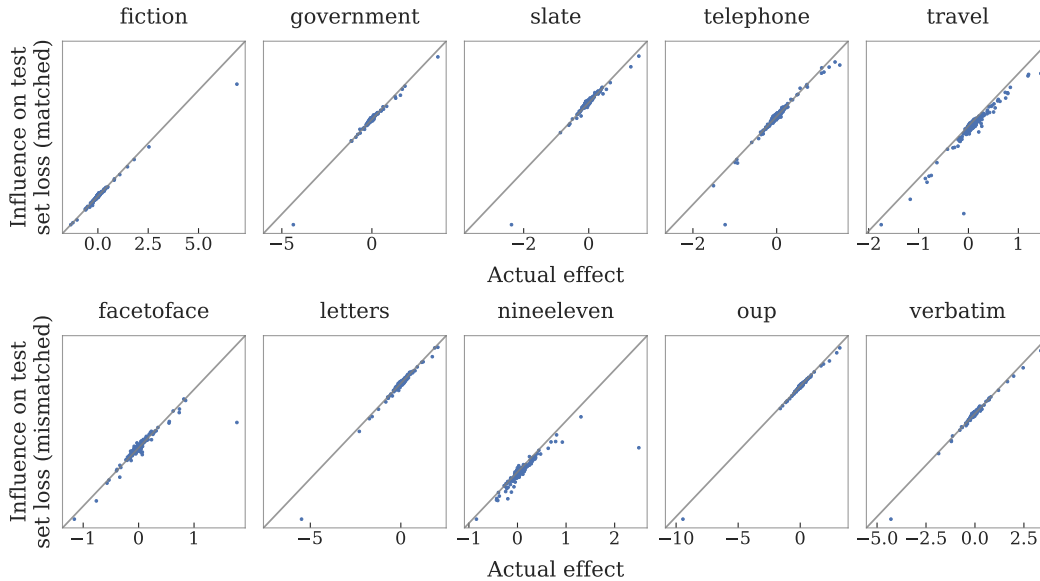 fiction government slate telephone travel
Influence on test
set loss (matched)
0.0 2.5 5.0 −5 0 −2 0 −2 0 −2 −1 0 1
Actual effect
facetoface letters nineeleven oup verbatim
Influence on test
set loss (mismatched)
−1 0 1 −5 0 −1 0 1 2 −10 −5 0 −5.0 −2.5 0.0 2.5
Actual effect